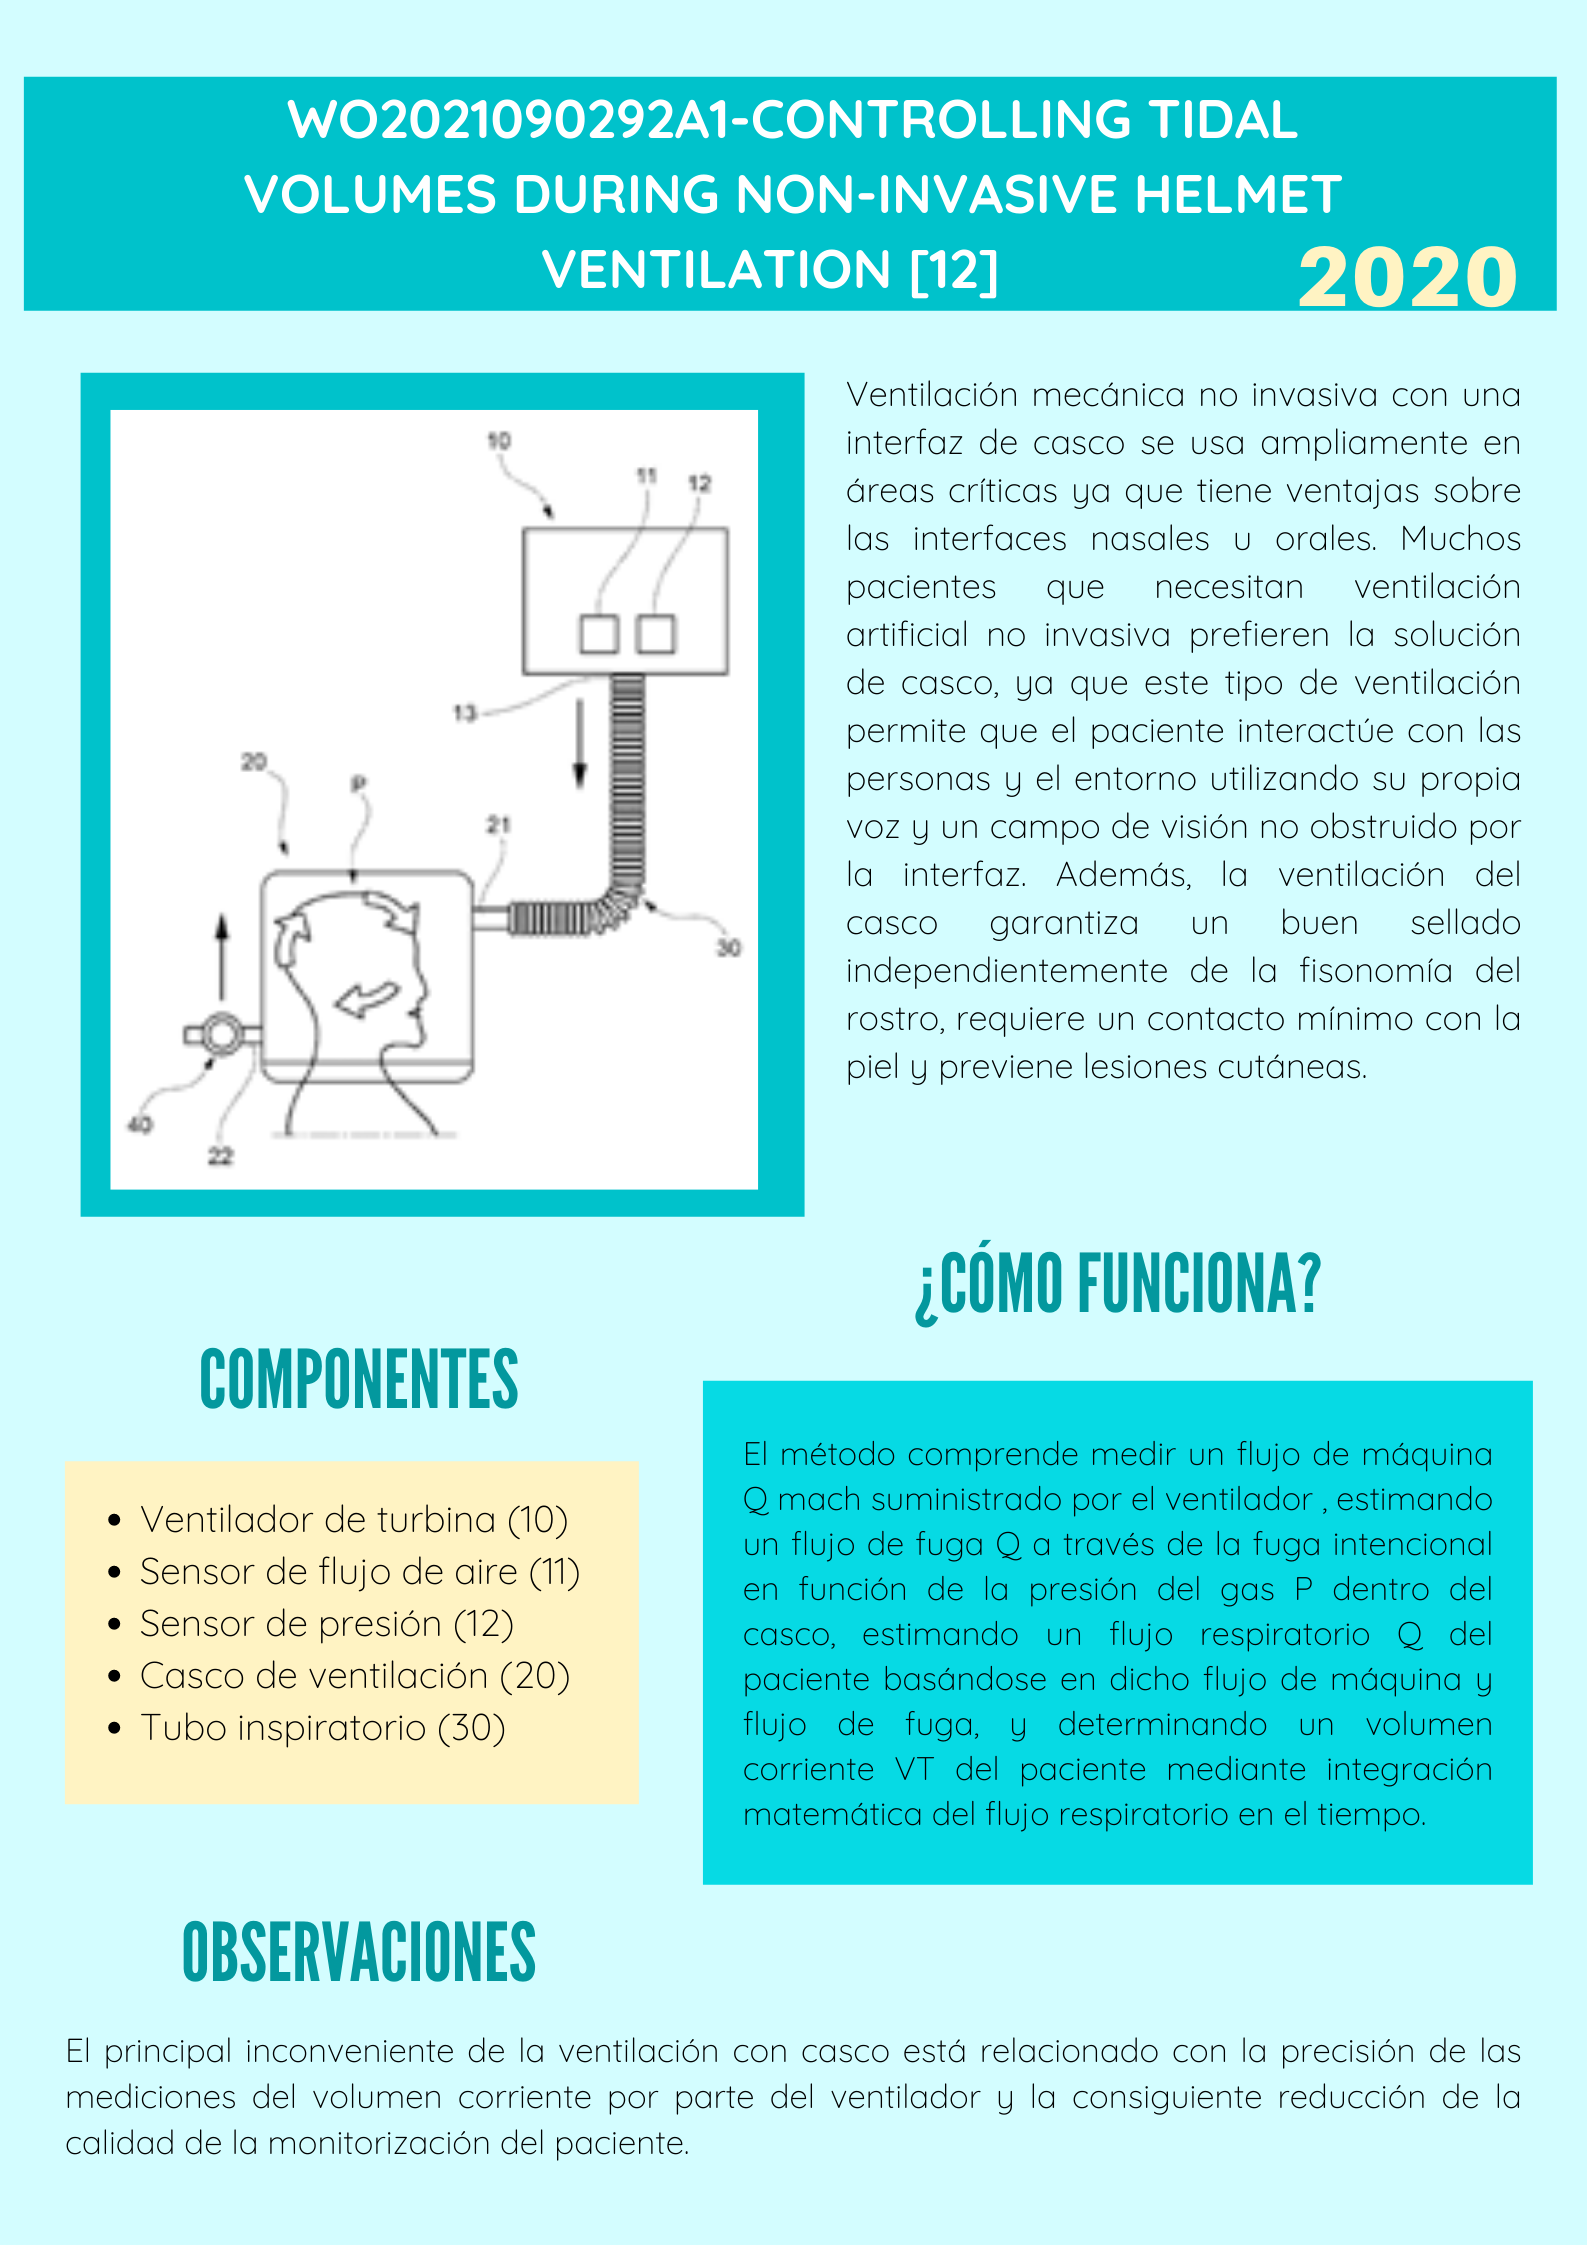 WO2021090292A1-CONTROLLING TIDAL
VOLUMES DURING NON-INVASIVE HELMET
VENTILATION [12]
2020
10
11
12
13
20
P
21
30
40
22
Ventilación mecánica no invasiva con una
interfaz de casco se usa ampliamente en
áreas críticas ya que tiene ventajas sobre
las interfaces nasales u orales. Muchos
pacientes que necesitan ventilación
artificial no invasiva prefieren la solución
de casco, ya que este tipo de ventilación
permite que el paciente interactúe con las
personas y el entorno utilizando su propia
voz y un campo de visión no obstruido por
la interfaz. Además, la ventilación del
casco garantiza un buen sellado
independientemente de la fisonomía del
rostro, requiere un contacto mínimo con la
piel y previene lesiones cutáneas.
COMPONENTES
• Ventilador de turbina (10)
• Sensor de flujo de aire (11)
• Sensor de presión (12)
• Casco de ventilación (20)
• Tubo inspiratorio (30)
¿CÓMO FUNCIONA?
El método comprende medir un flujo de máquina
Q mach suministrado por el ventilador , estimando
un flujo de fuga Q a través de la fuga intencional
en función de la presión del gas P dentro del
casco, estimando un flujo respiratorio Q del
paciente basándose en dicho flujo de máquina y
flujo de fuga, y determinando un volumen
corriente VT del paciente mediante integración
matemática del flujo respiratorio en el tiempo.
OBSERVACIONES
El principal inconveniente de la ventilación con casco está relacionado con la precisión de las
mediciones del volumen corriente por parte del ventilador y la consiguiente reducción de la
calidad de la monitorización del paciente.